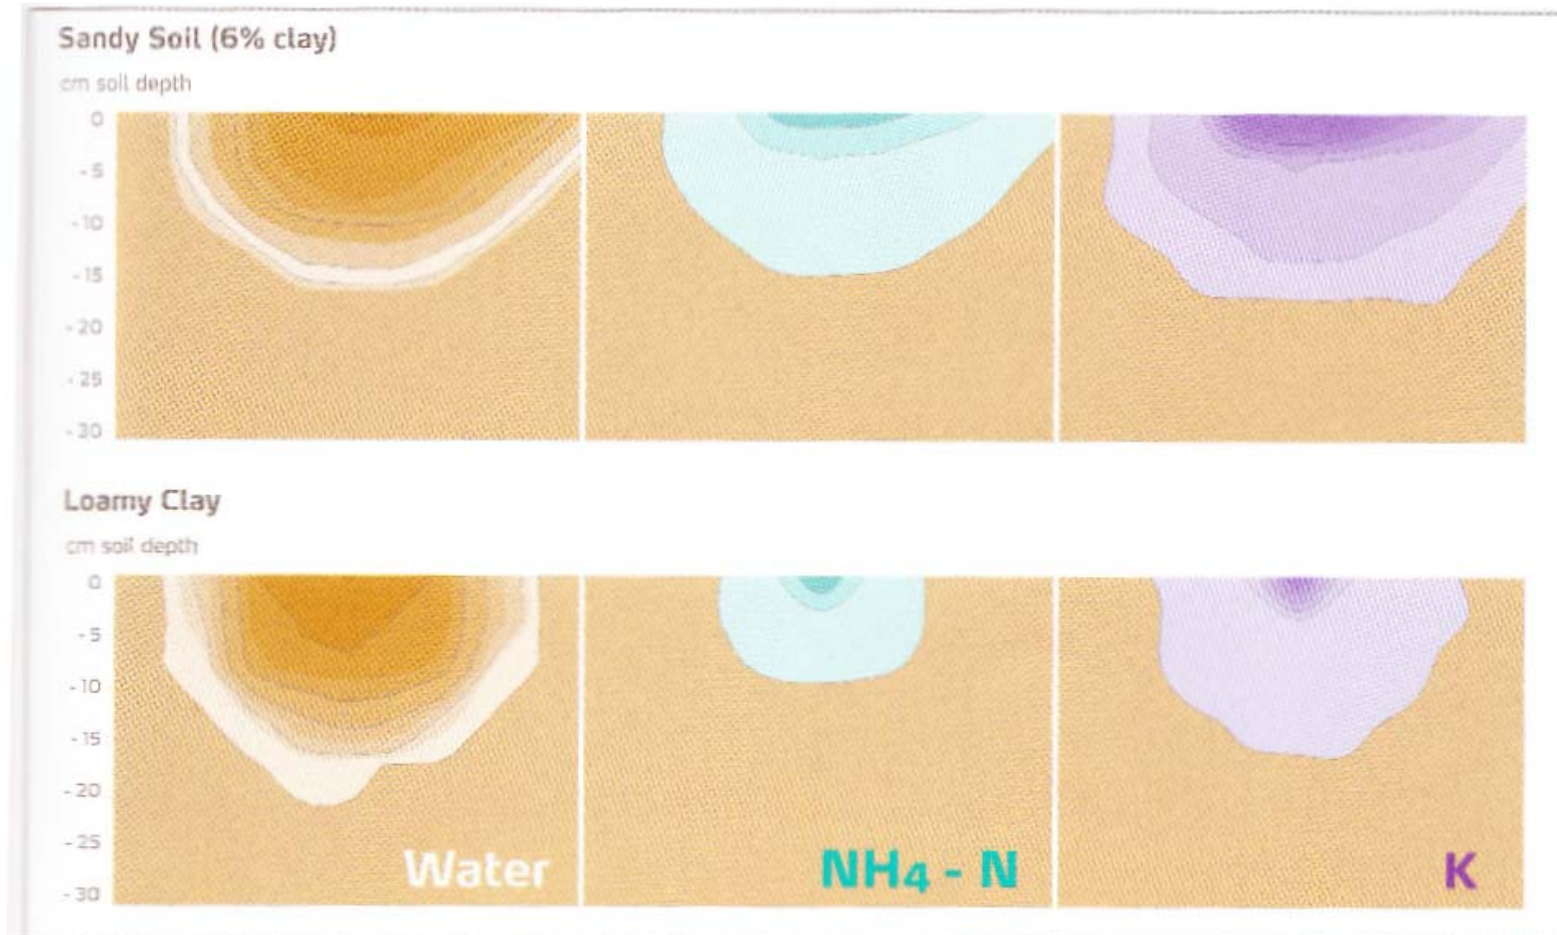 Sandy Soil (6% clay)
cm soil depth
0
- 5
- 10
- 15
- 20
- 25
- 30
Loamy Clay
cm soil depth
0
- 5
- 10
- 15
- 20
- 25
- 30
Water
NH4 - N
K